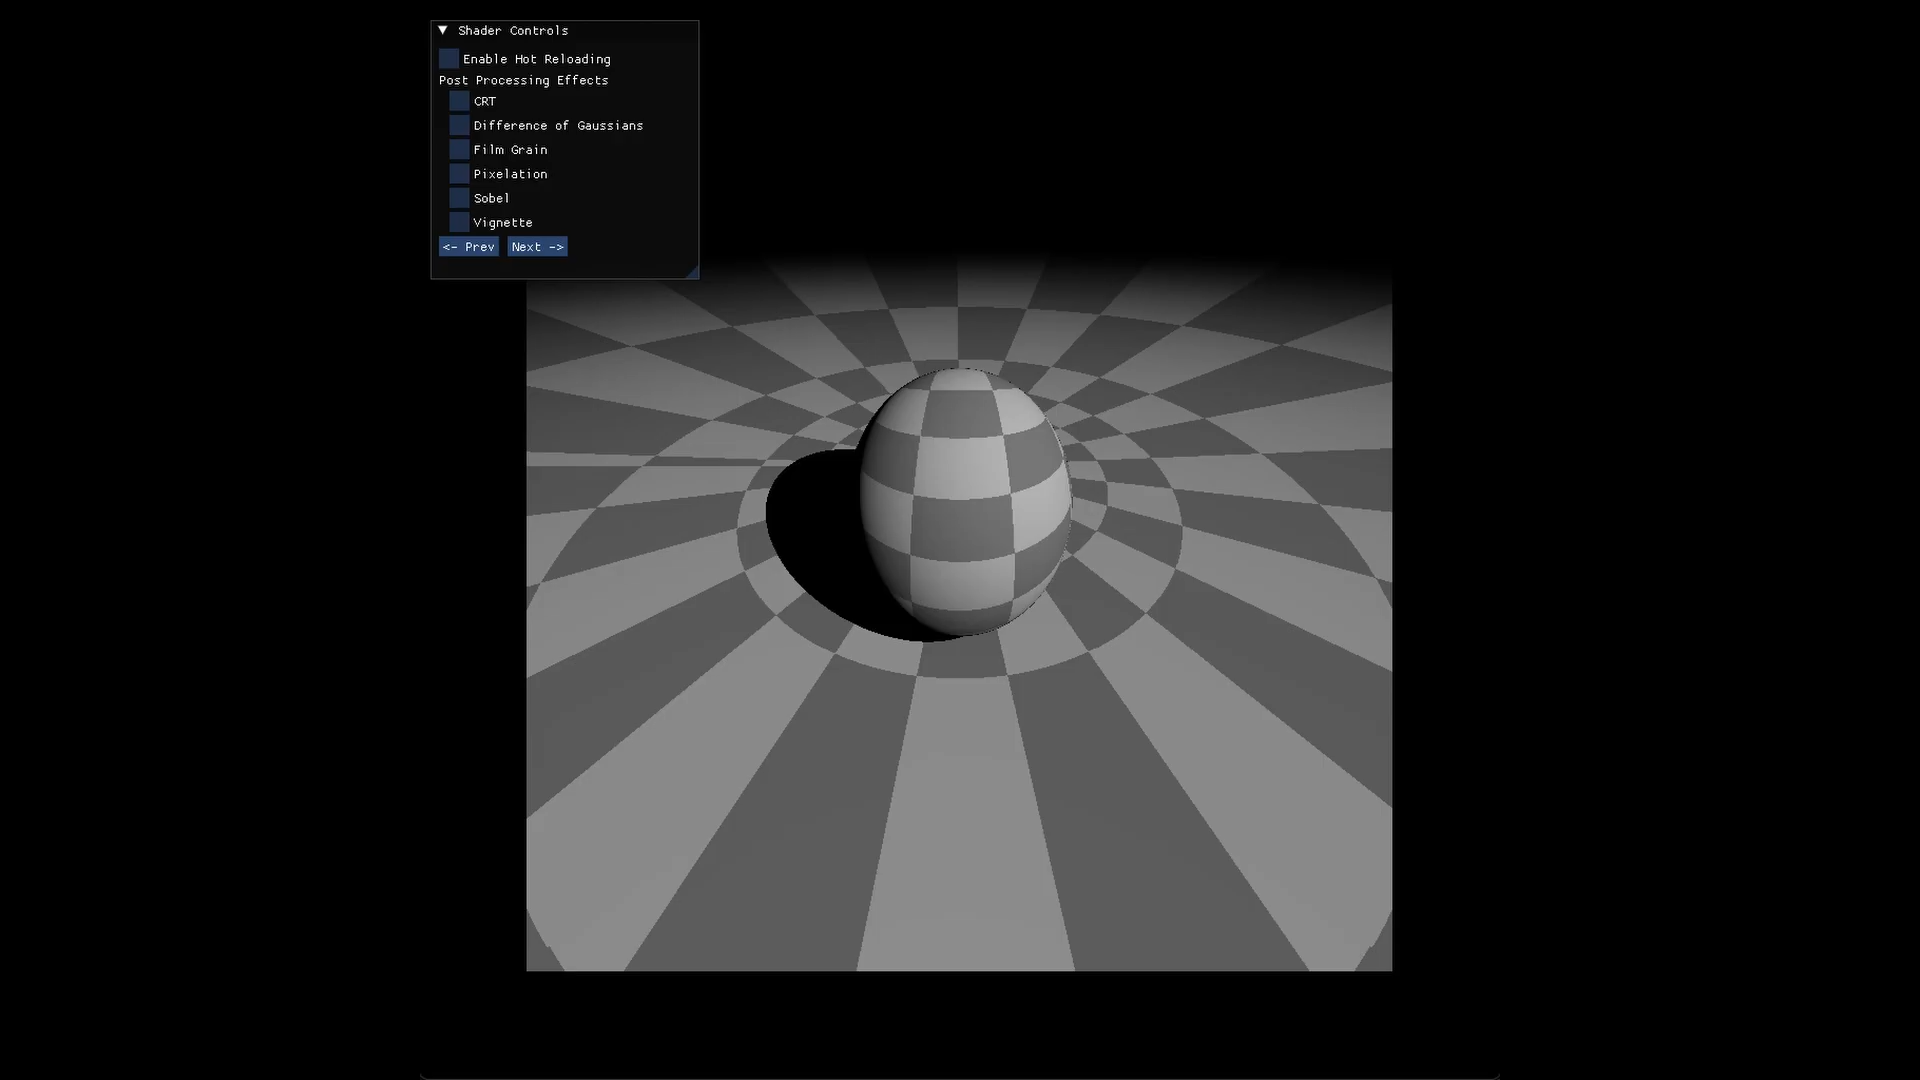 Shader Controls
Enable Hot Reloading
Post Processing Effects
CRT
Difference of Gaussians
Film Grain
Pixelation
Sobel
Vignette
<- Prev Next ->